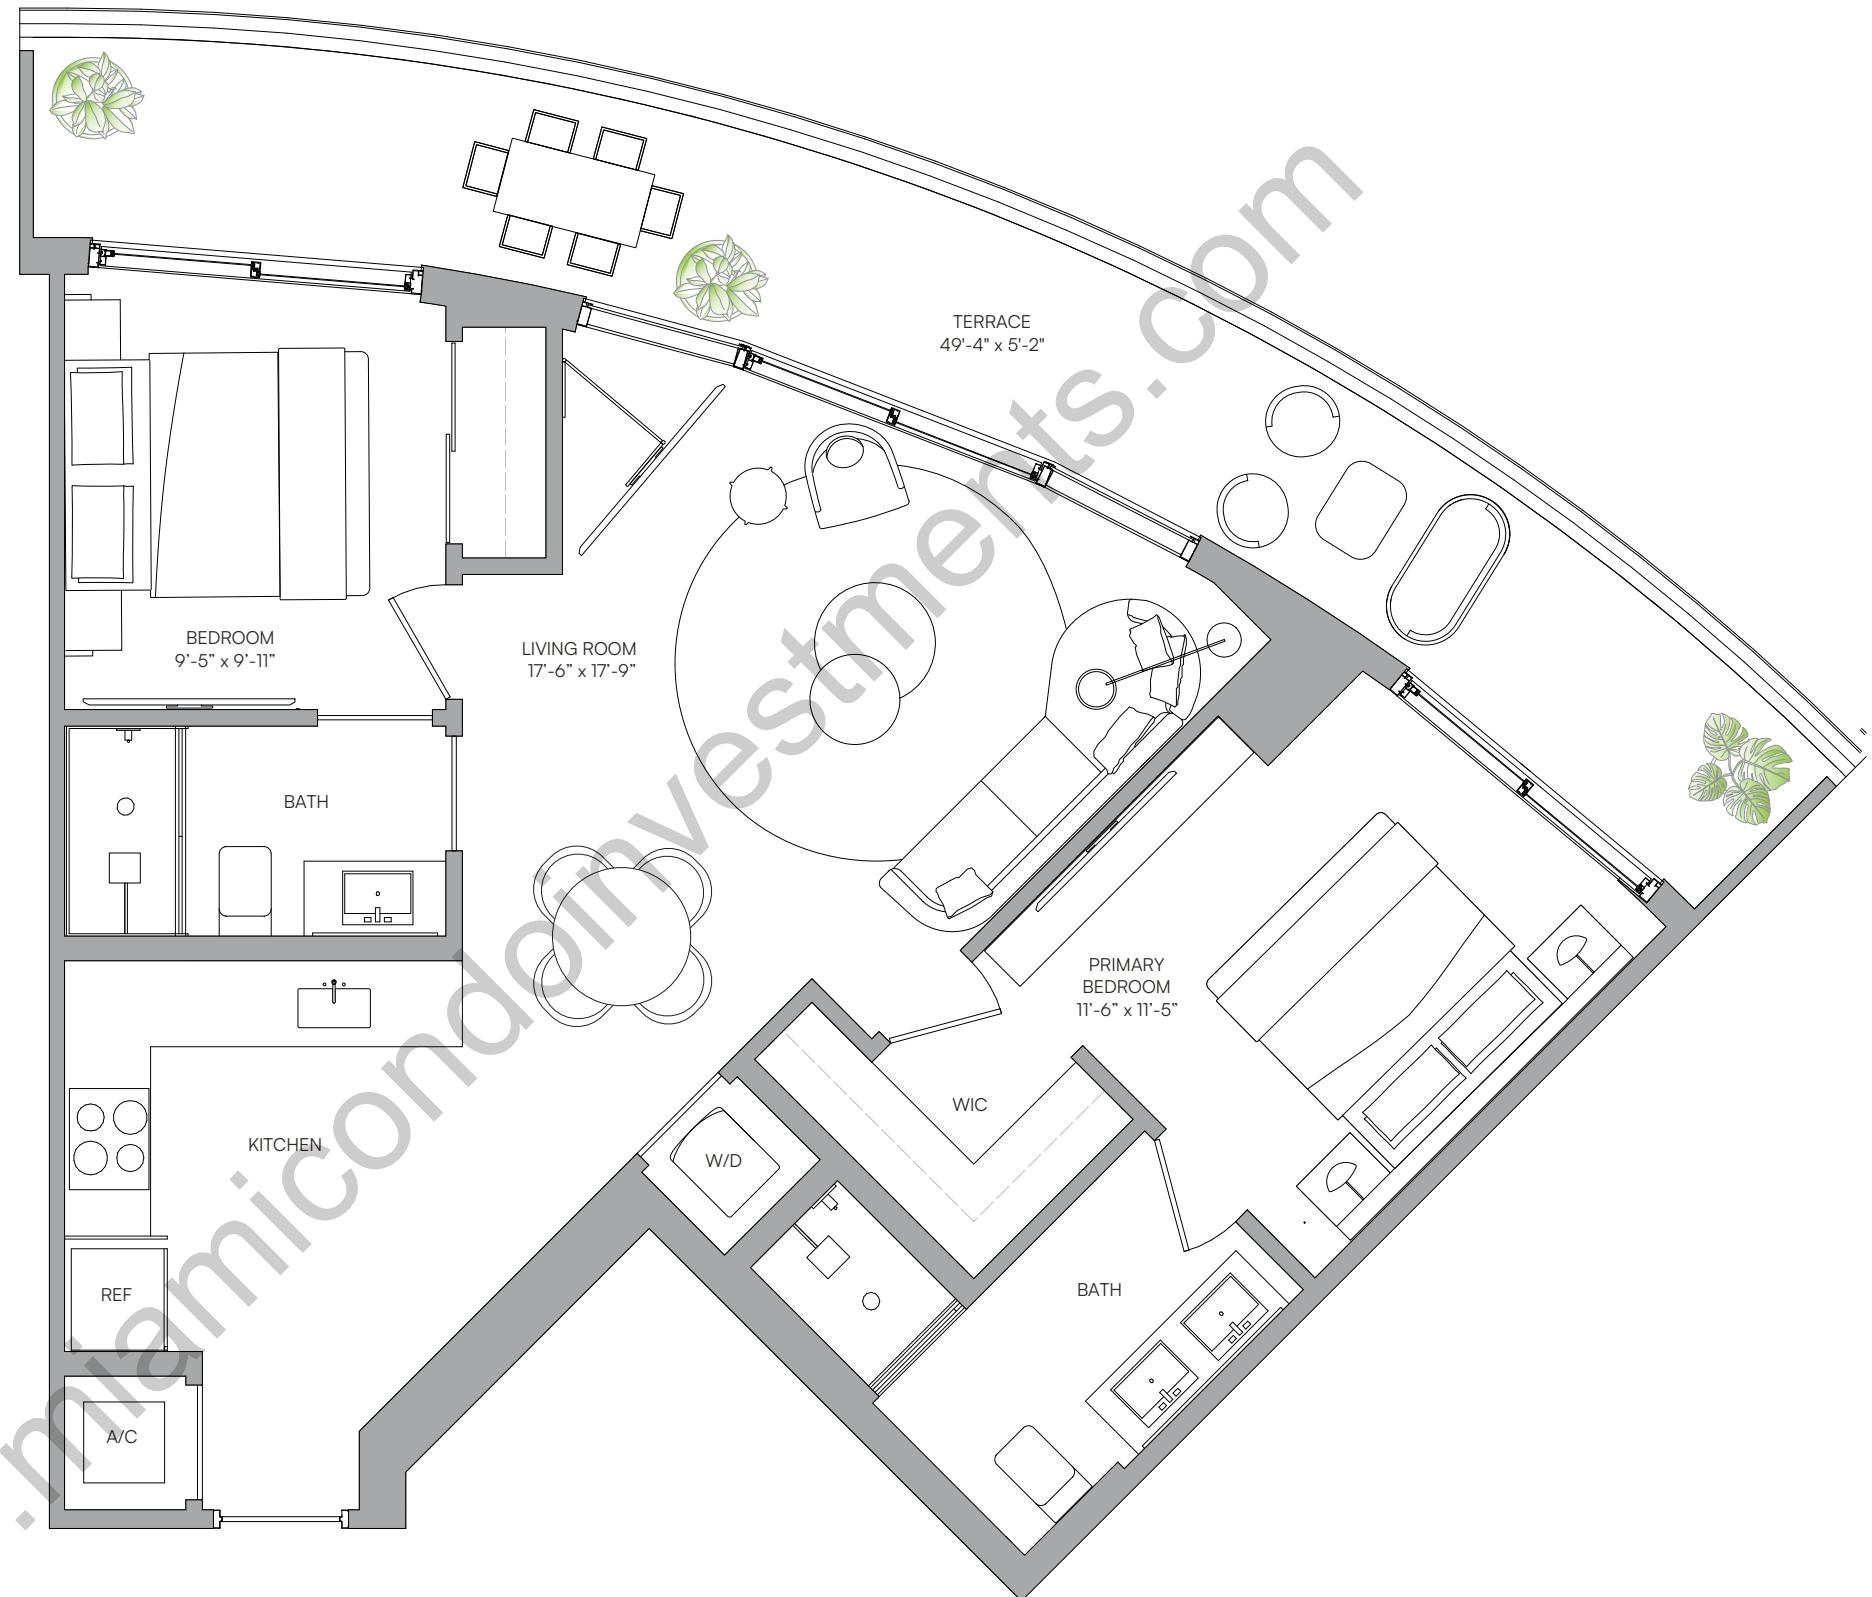 TERRACE
49'-4" x 5'-2"
BEDROOM
9’-5” x 9’-11”
LIVING ROOM
17’-6” x 17’-9”
BATH
PRIMARY
BEDROOM
11’-6” x 11’-5”
WIC
KITCHEN
W/D
REF
BATH
A/C
.miamicondoinvestments.com